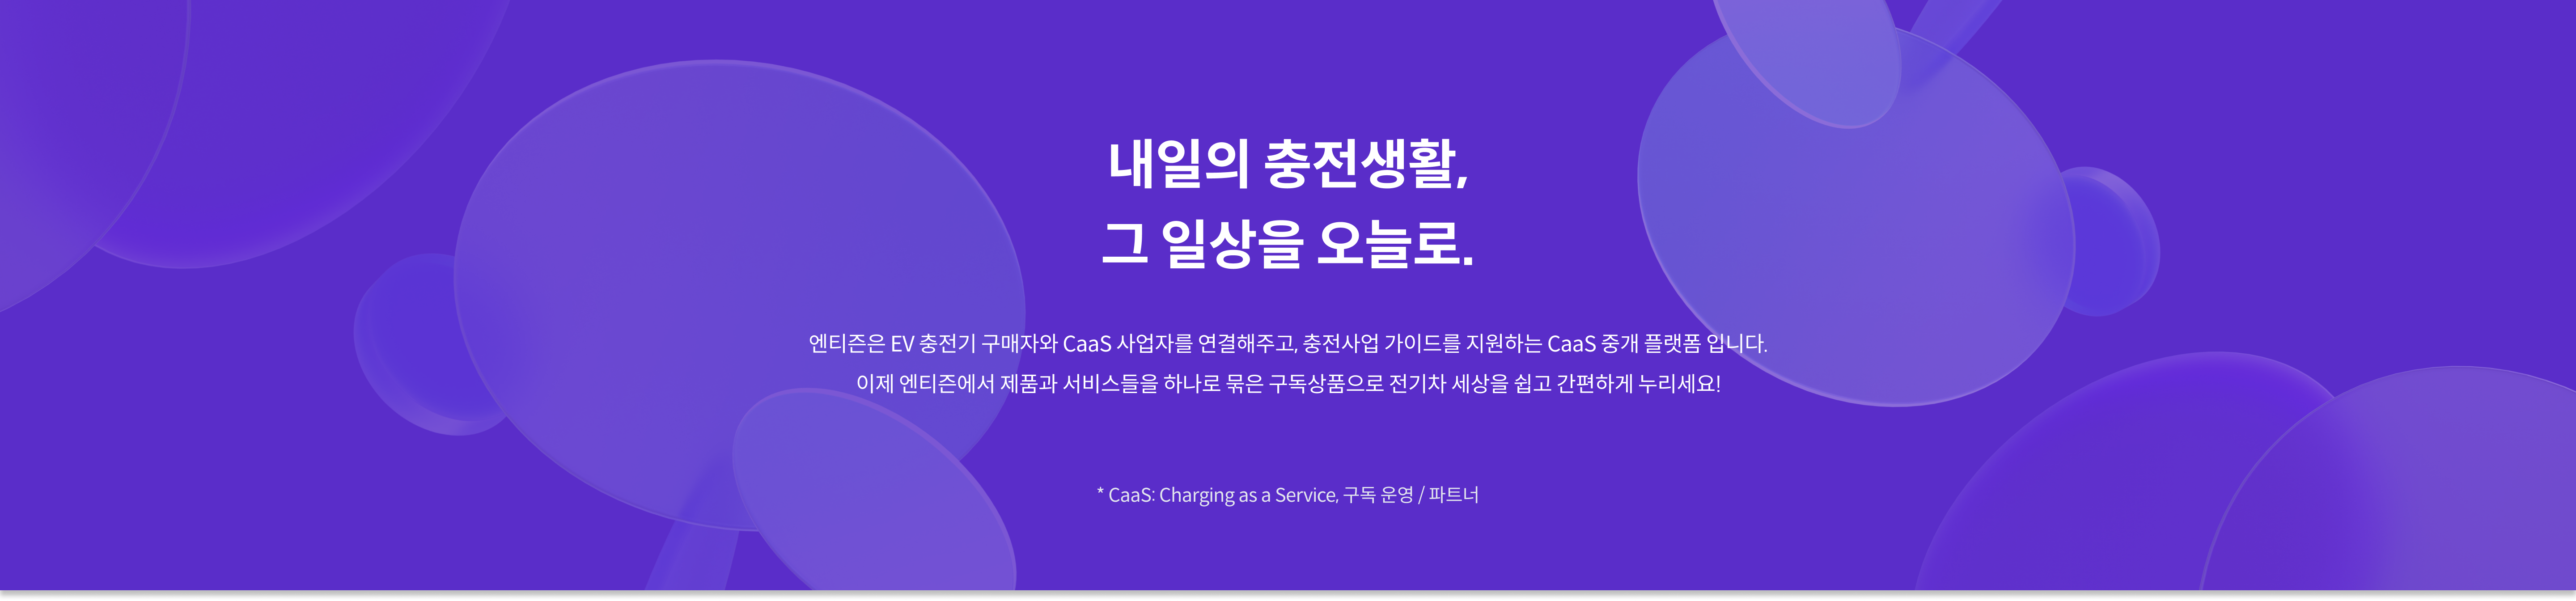 내일의 충전생활,
그 일상을 오늘로.
엔티즌은 EV 충전기 구매자와 CaaS 사업자를 연결해주고, 충전사업 가이드를 지원하는 CaaS 중개 플랫폼 입니다.
이제 엔티즌에서 제품과 서비스들을 하나로 묶은 구독상품으로 전기차 세상을 쉽고 간편하게 누리세요!
* CaaS: Charging as a Service, 구독 운영 / 파트너